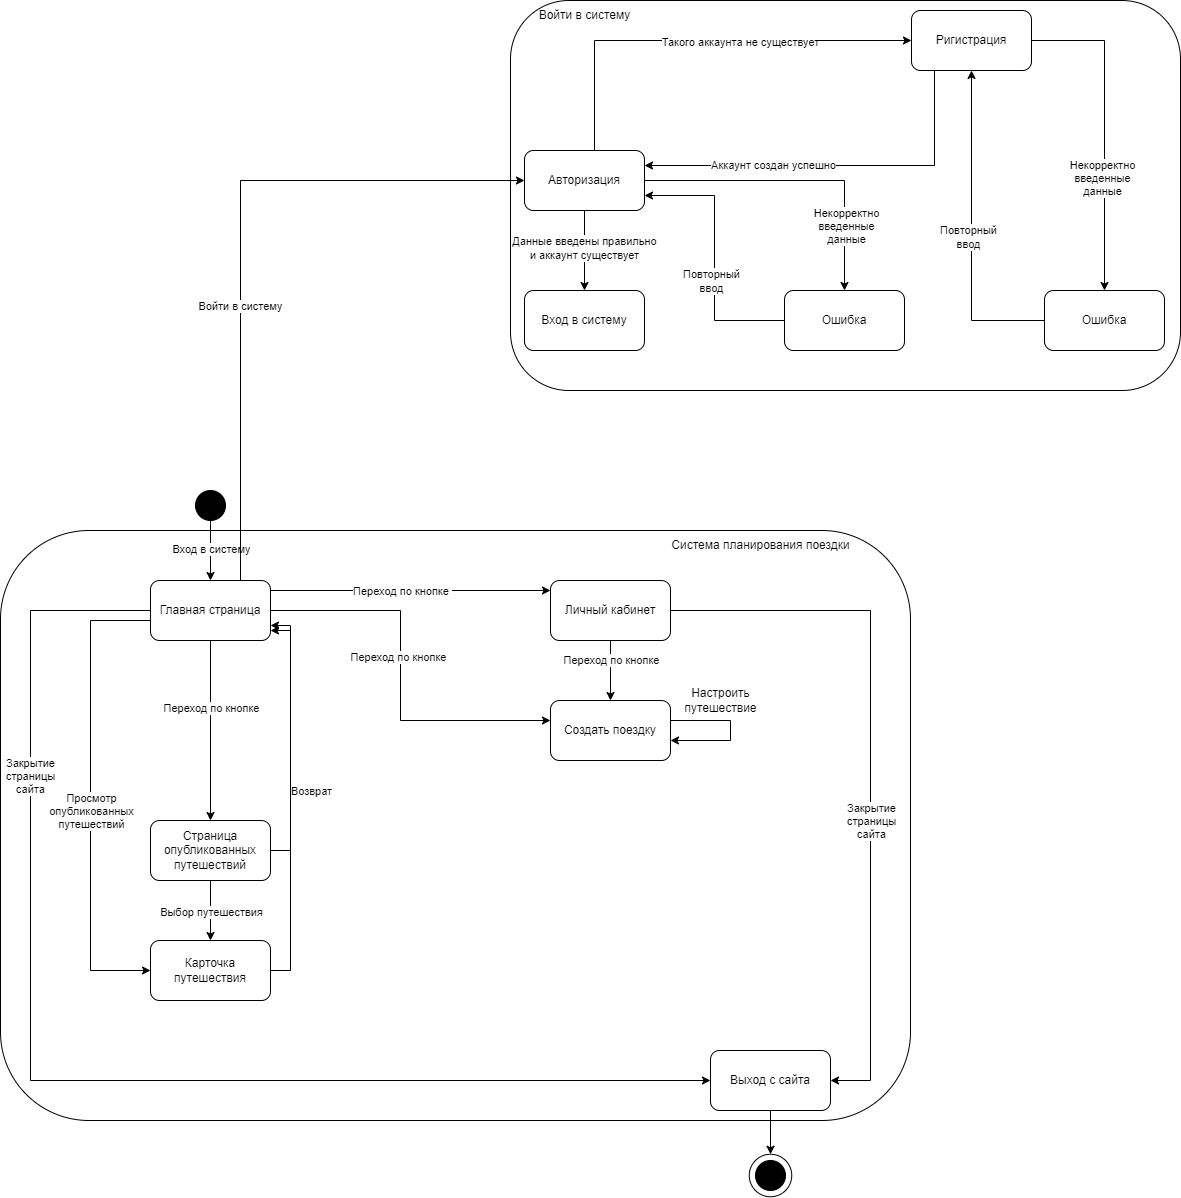 Войти в систему
Ригистрация
Такого аккаунта не существует
Аккаунт создан успешно
Некорректно
введенные
данные
Авторизация
Некорректно
введенные
данные
Повторный
ввод
Данные введены правильно
и аккаунт существует
Повторный
ввод
Вход в систему
Ошибка
Ошибка
Войти в систему
Система планирования поездки
Вход в систему
Главная страница
Переход по кнопке
Личный кабинет
Переход по кнопке
Переход по кнопке
Настроить
путешествие
Создать поездку
Переход по кнопке
Закрытие
страницы
сайта
Возврат
Просмотр
опубликованных
путешествий
Закрытие
страницы
сайта
Страница
опубликованных
путешествий
Выбор путешествия
Карточка
путешествия
Выход с сайта